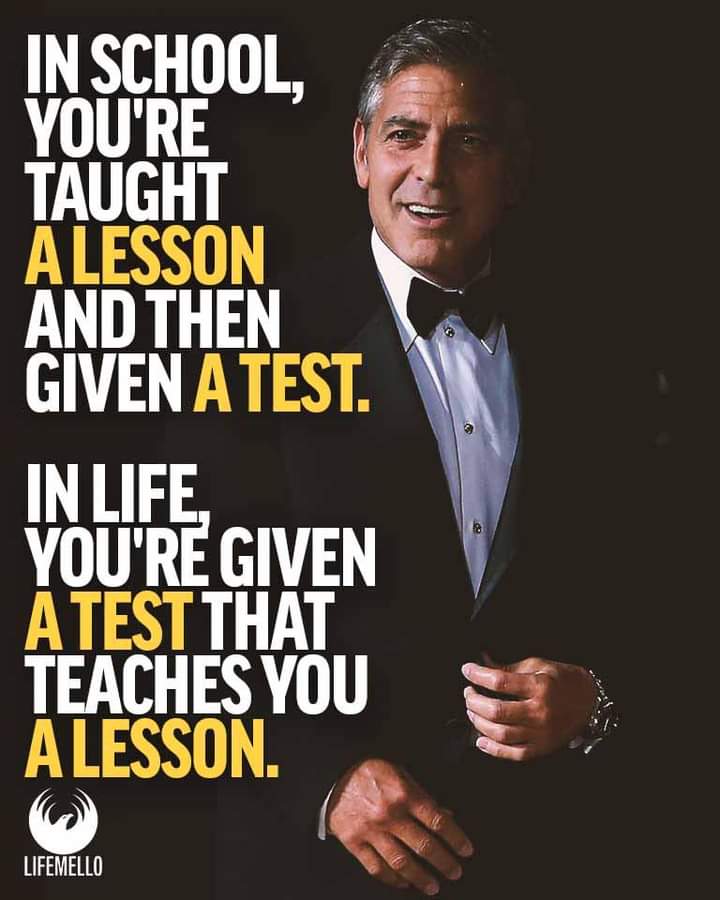 IN SCHOOL,
YOU'RE
TAUGHT
A LESSON
AND THEN
GIVEN A TEST.
IN LIFE,
YOU'RE GIVEN
A TEST THAT
TEACHES YOU
A LESSON.
LIFEMELLO